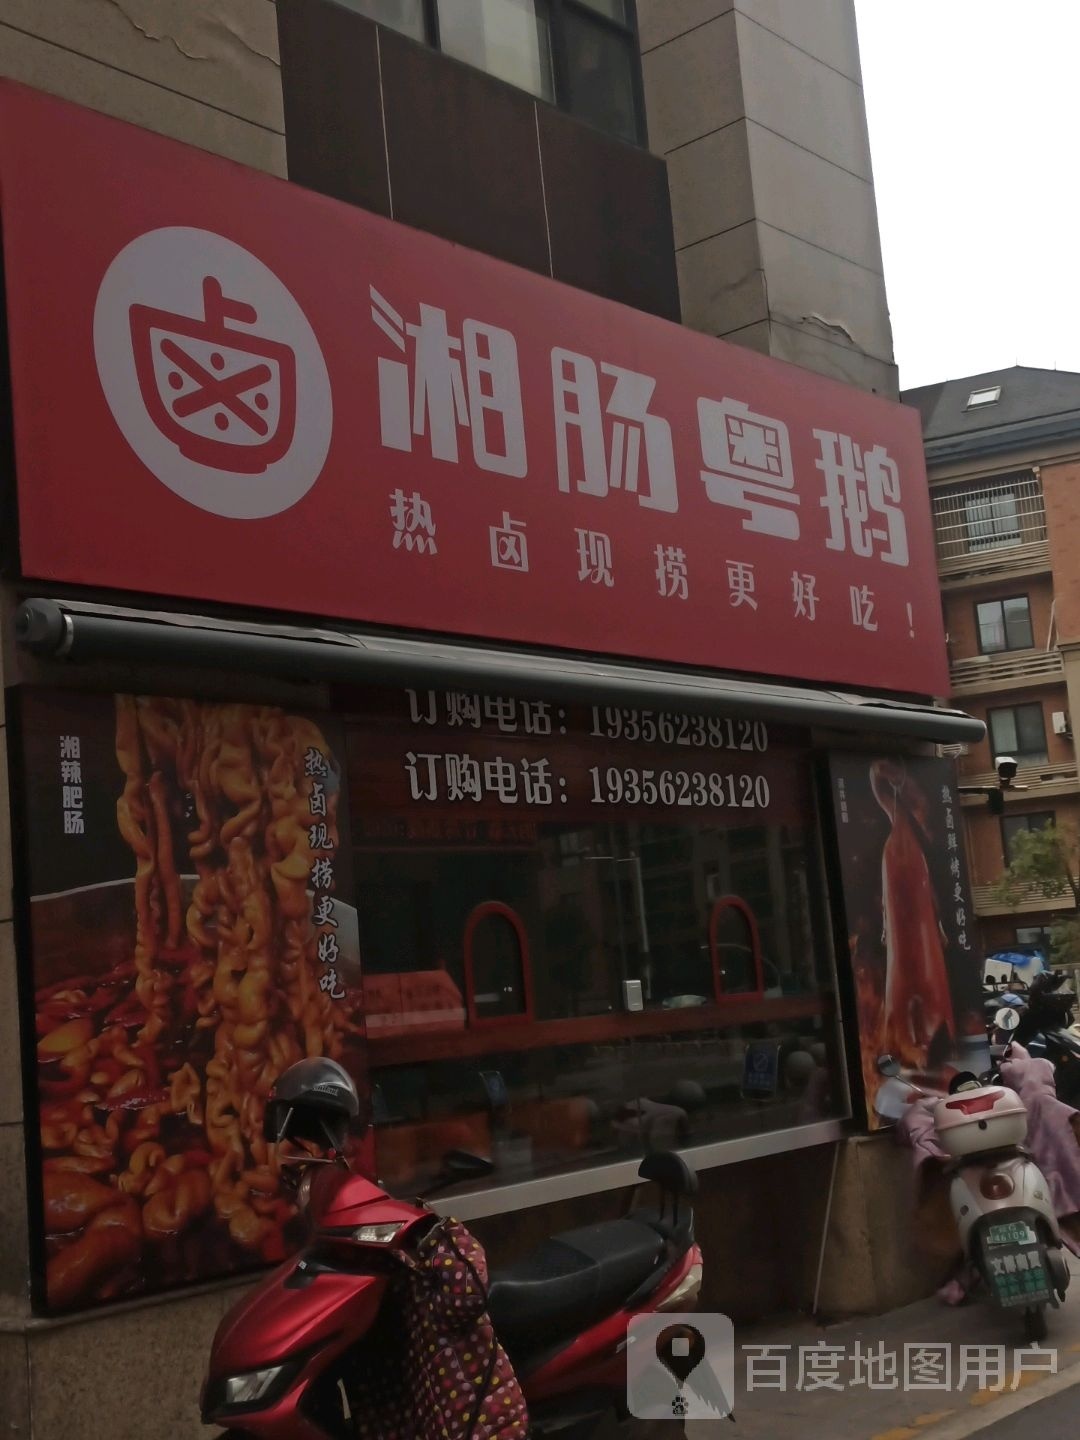 卤
湘肠粤鹅
热卤现捞更好吃！
订购电话：19356238120
订购电话：19356238120
湘辣肥肠
热卤现捞更好吃
热卤鲜烤更好吃
46109
百度地图用户